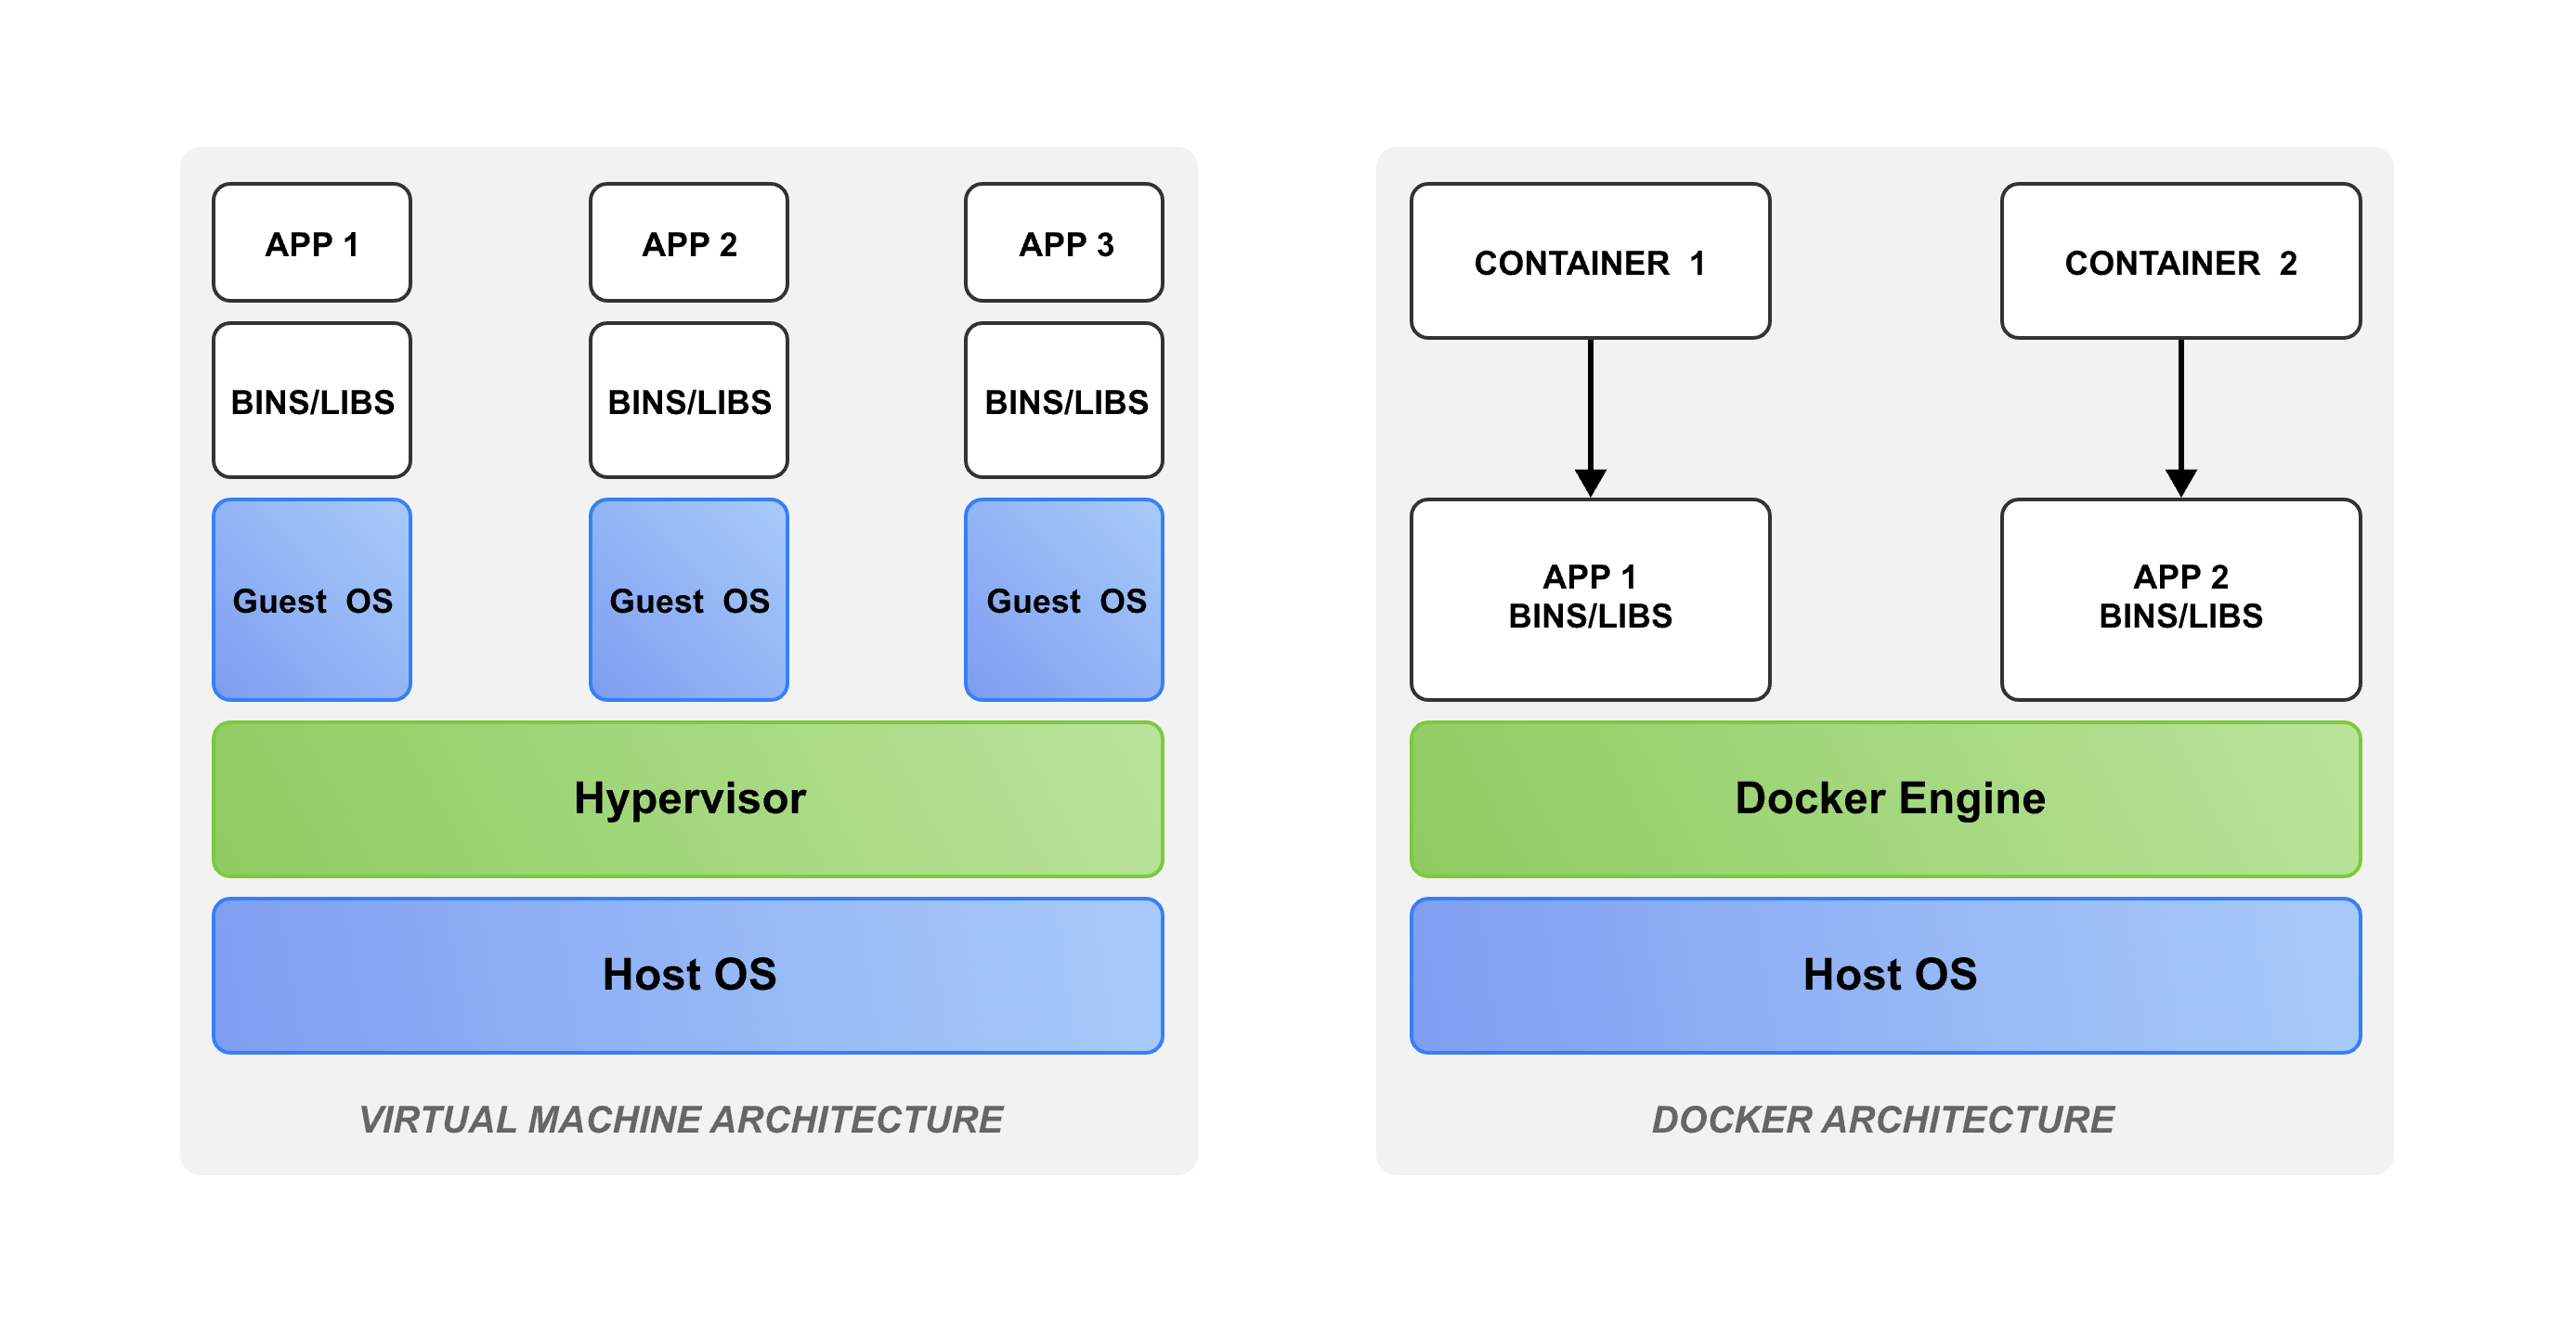 APP 1
APP 2
APP 3
BINS/LIBS
BINS/LIBS
BINS/LIBS
Guest OS
Guest OS
Guest OS
Hypervisor
Host OS
VIRTUAL MACHINE ARCHITECTURE
CONTAINER 1
CONTAINER 2
APP 1
BINS/LIBS
APP 2
BINS/LIBS
Docker Engine
Host OS
DOCKER ARCHITECTURE